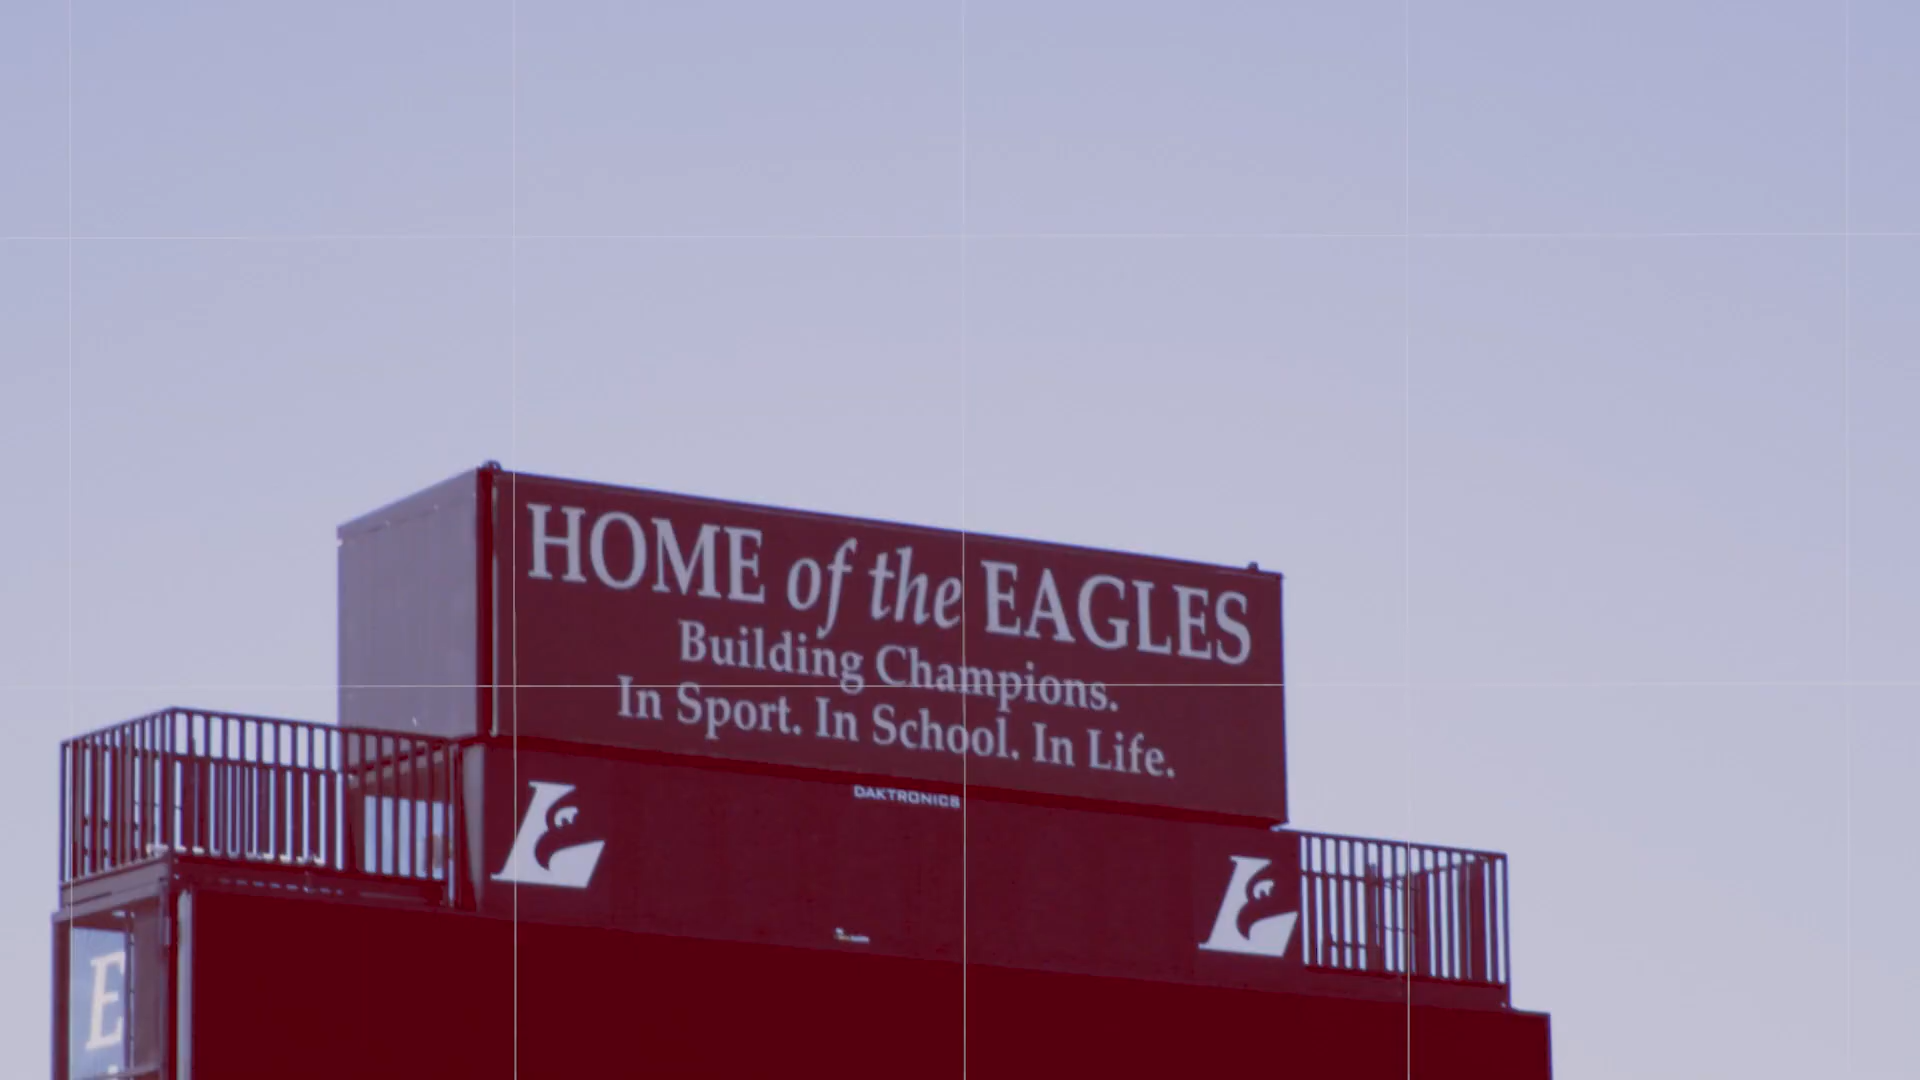 HOME of the EAGLES
Building Champions.
In Sport. In School. In Life.
DAKTRONICS
L
L
E